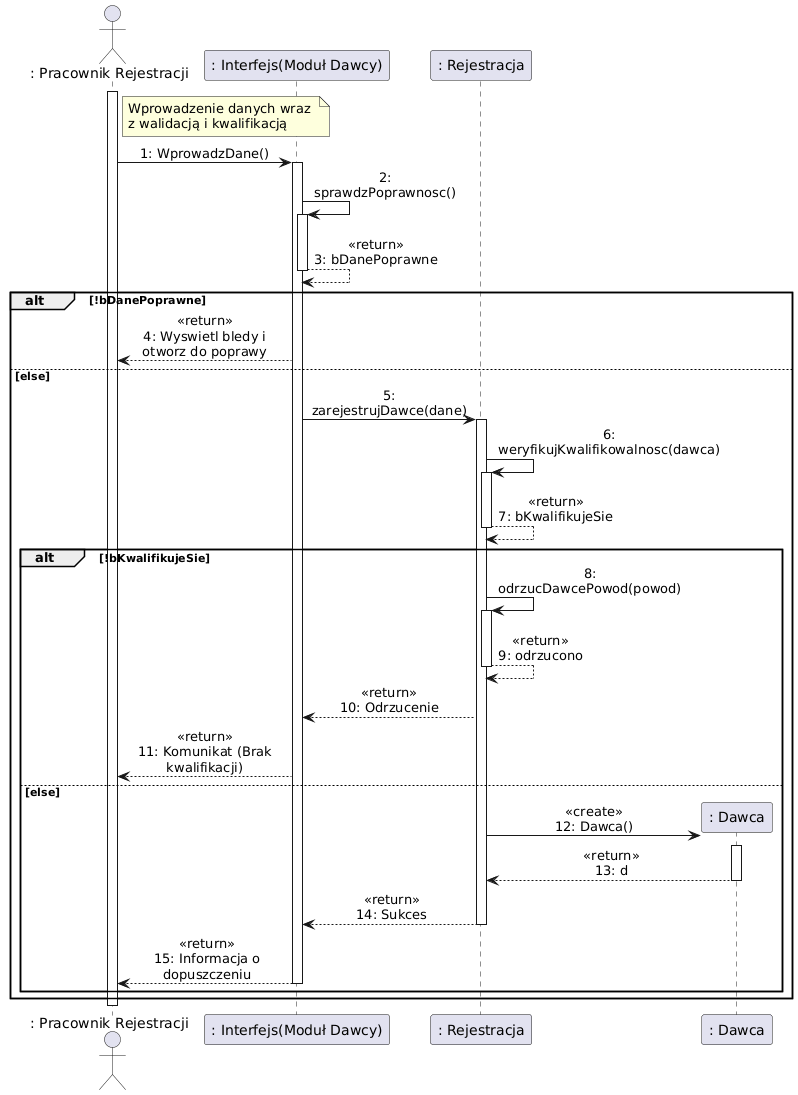 : Pracownik Rejestracji
: Interfejs(Moduł Dawcy)
: Rejestracja
Wprowadzenie danych wraz
z walidacją i kwalifikacją
1: WprowadzDane()
2:
sprawdzPoprawnosc()
«return»
3: bDanePoprawne
alt
[!bDanePoprawne]
«return»
4: Wyswietl bledy i
otworz do poprawy
[else]
5:
zarejestrujDawce(dane)
6:
weryfikujKwalifikowalnosc(dawca)
«return»
7: bKwalifikujeSie
alt
[!bKwalifikujeSie]
8:
odrzucDawcePowod(powod)
«return»
9: odrzucono
«return»
10: Odrzucenie
«return»
11: Komunikat (Brak
kwalifikacji)
[else]
«create»
12: Dawca()
: Dawca
«return»
13: d
«return»
14: Sukces
«return»
15: Informacja o
dopuszczeniu
: Pracownik Rejestracji
: Interfejs(Moduł Dawcy)
: Rejestracja
: Dawca